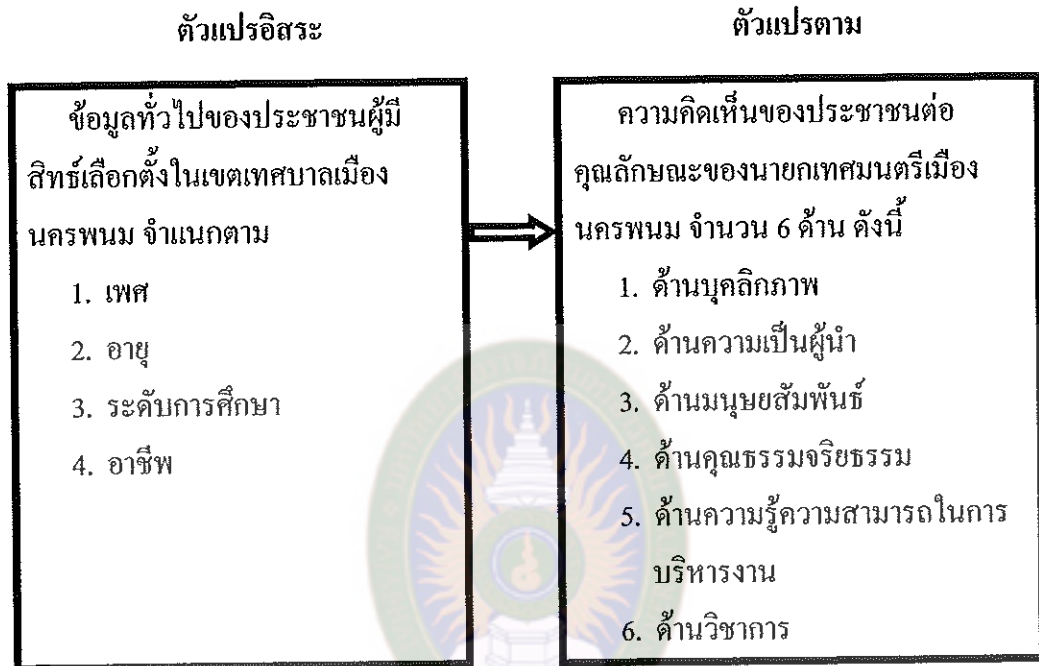 ตัวแปรอิสระ
ข้อมูลทั่วไปของประชาชนผู้มี
สิทธ์เลือกตั้งในเขตเทศบาลเมือง
นครพนม จำแนกตาม
1. เพศ
2. อายุ
3. ระดับการศึกษา
4. อาชีพ
ตัวแปรตาม
ความคิดเห็นของประชาชนต่อ
คุณลักษณะของนายกเทศมนตรีเมือง
นครพนม จำนวน 6 ด้าน ดังนี้
1. ด้านบุคลิกภาพ
2. ด้านความเป็นผู้นำ
3. ด้านมนุษยสัมพันธ์
4. ด้านคุณธรรมจริยธรรม
5. ด้านความรู้ความสามารถในการ
บริหารงาน
6. ด้านวิชาการ